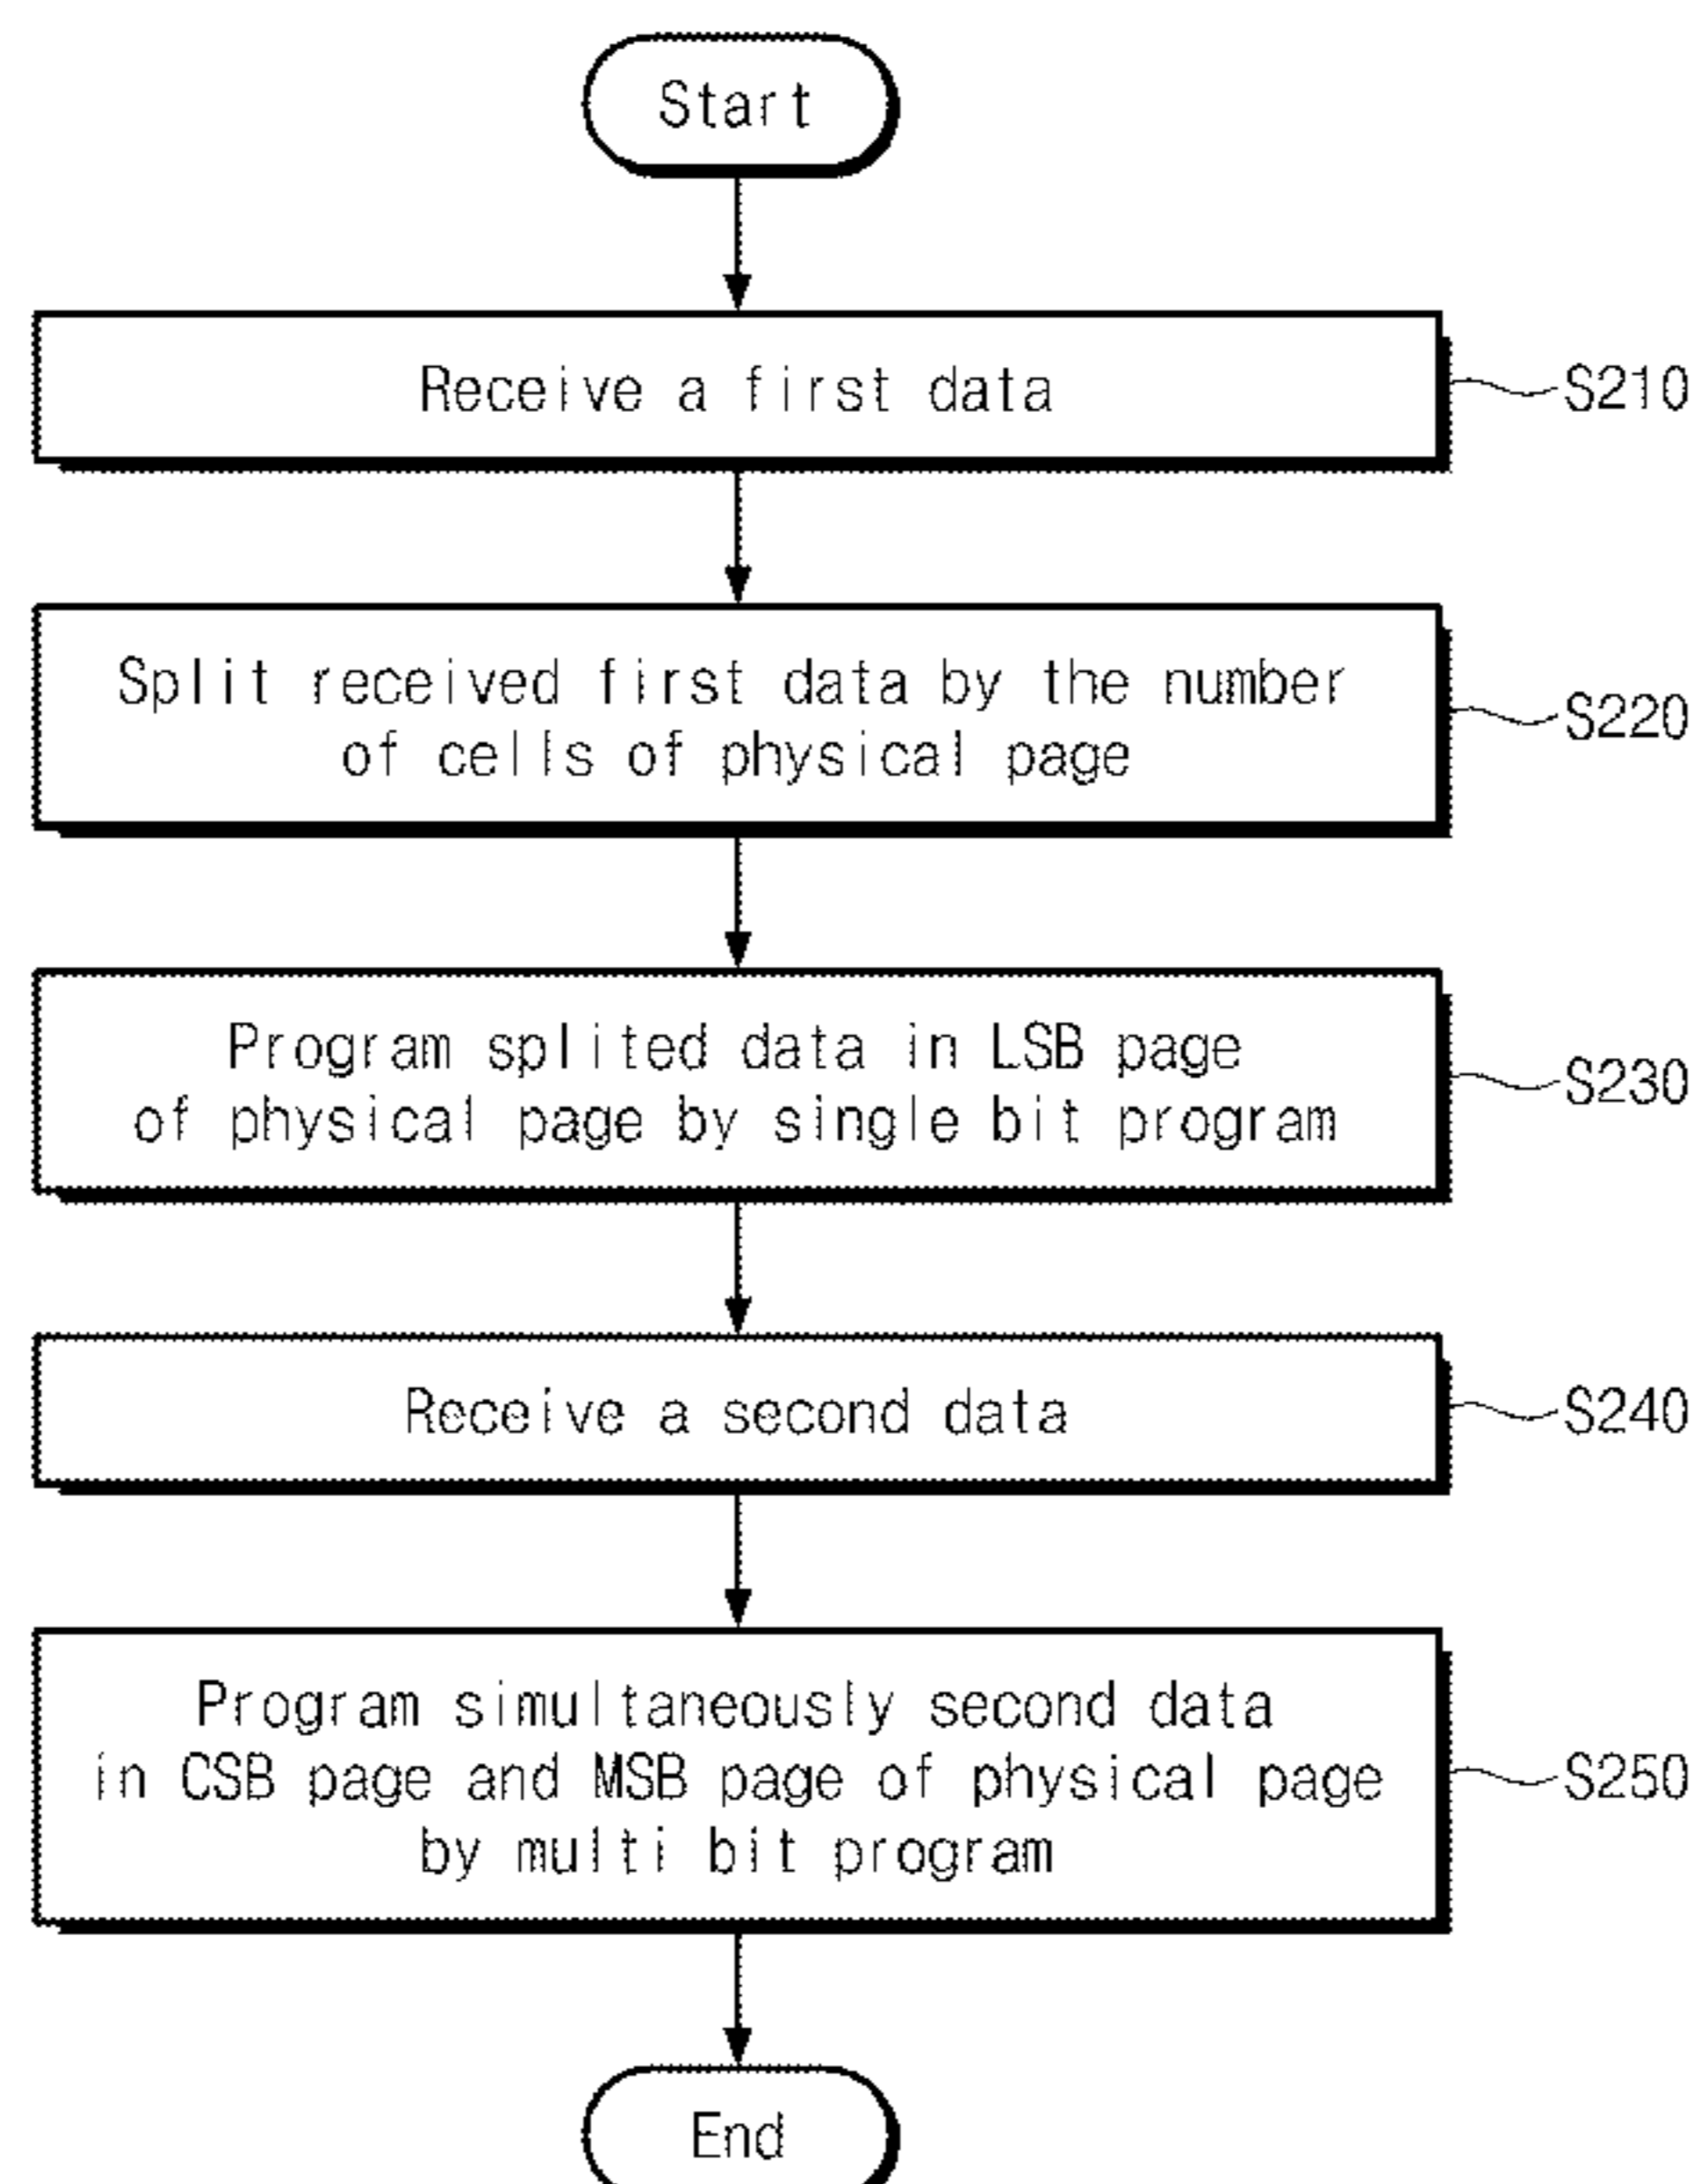 Start
Receive a first data
S210
Split received first data by the number
of cells of physical page
S220
Program splited data in LSB page
of physical page by single bit program
S230
Receive a second data
S240
Program simultaneously second data
in CSB page and MSB page of physical page
by multi bit program
S250
End